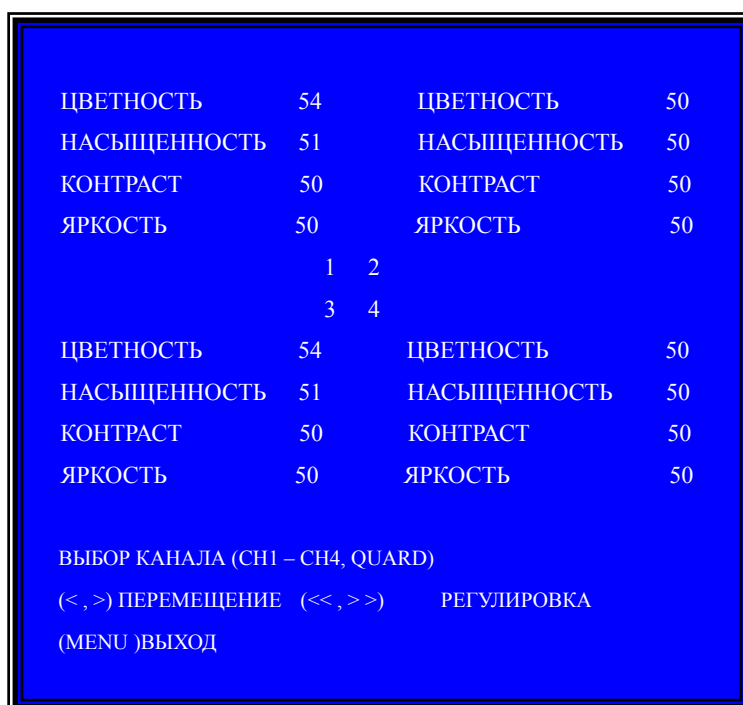 ЦВЕТНОСТЬ 54 ЦВЕТНОСТЬ 50
НАСЫЩЕННОСТЬ 51 НАСЫЩЕННОСТЬ 50
КОНТРАСТ 50 КОНТРАСТ 50
ЯРКОСТЬ 50 ЯРКОСТЬ 50
1 2
3 4
ЦВЕТНОСТЬ 54 ЦВЕТНОСТЬ 50
НАСЫЩЕННОСТЬ 51 НАСЫЩЕННОСТЬ 50
КОНТРАСТ 50 КОНТРАСТ 50
ЯРКОСТЬ 50 ЯРКОСТЬ 50
ВЫБОР КАНАЛА (CH1 – CH4, QUARD)
(< , >) ПЕРЕМЕЩЕНИЕ (<< , > >) РЕГУЛИРОВКА
(MENU )ВЫХОД